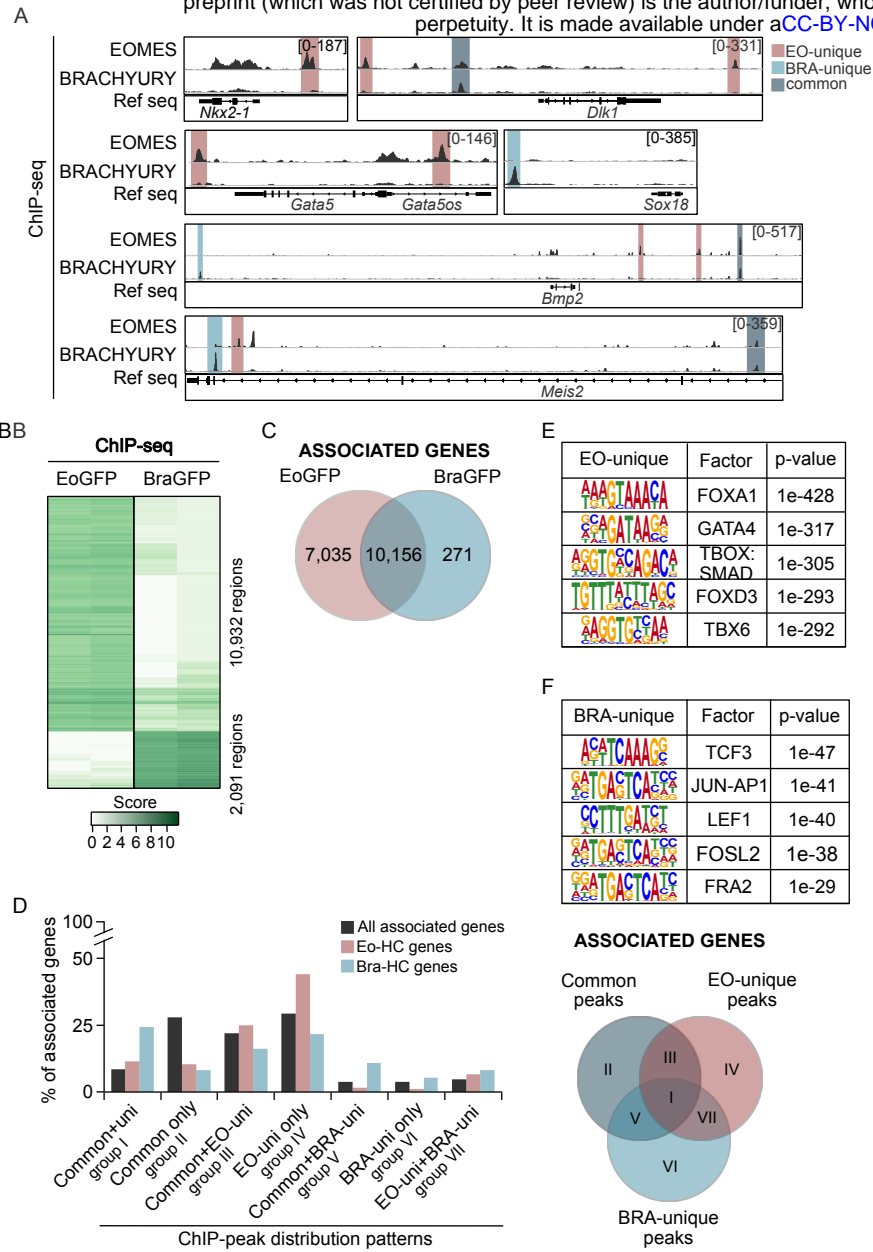 preprint (which was not certified by peer review) is the author/funder, who
perpetuity. It is made available under aCC-BY-NC
A
ChIP-seq
EOMES
BRACHYURY
Ref seq
[0-187]
Nkx2-1
[0-331]
Dlk1
EO-unique
BRA-unique
common
EOMES
BRACHYURY
Ref seq
[0-146]
Gata5
Gata5os
[0-385]
Sox18
EOMES
BRACHYURY
Ref seq
[0-517]
Bmp2
EOMES
BRACHYURY
Ref seq
[0-359]
Meis2
BB
ChIP-seq
EoGFP BraGFP
10,932 regions
2,091 regions
Score
0 2 4 6 8 10
C
ASSOCIATED GENES
EoGFP BraGFP
7,035 10,156 271
E
EO-unique Factor p-value
FOXA1 1e-428
GATA4 1e-317
TBOX:
SMAD 1e-305
FOXD3 1e-293
TBX6 1e-292
F
BRA-unique Factor p-value
TCF3 1e-47
JUN-AP1 1e-41
LEF1 1e-40
FOSL2 1e-38
FRA2 1e-29
D
% of associated genes
100
50
25
0
All associated genes
Eo-HC genes
Bra-HC genes
Common+uni
group I
Common only
group II
Common+EO-uni
group III
EO-uni only
group IV
Common+BRA-uni
group V
BRA-uni only
group VI
EO-uni+BRA-uni
group VII
ChIP-peak distribution patterns
ASSOCIATED GENES
Common
peaks
EO-unique
peaks
II
III
IV
I
V
VII
VI
BRA-unique
peaks